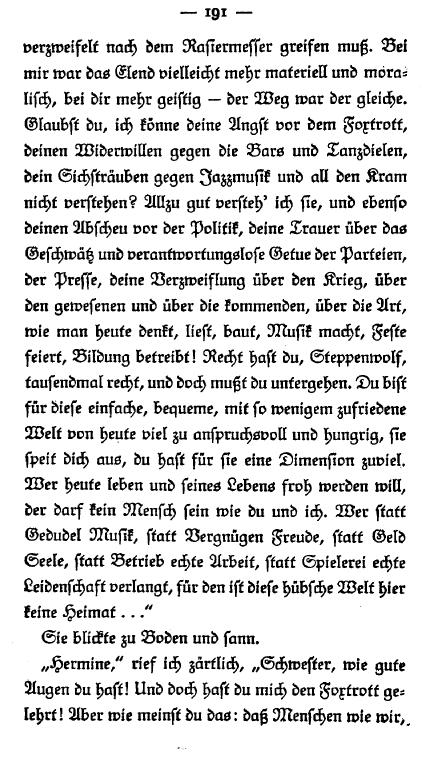 — 191 —
verzweifelt nach dem Rasiermesser greifen muß. Bei
mir war das Elend vielleicht mehr materiell und mora-
lisch, bei dir mehr geistig — der Weg war der gleiche.
Glaubst du, ich könne deine Angst vor dem Foxtrott,
deinen Widerwillen gegen die Bars und Tanzdielen,
dein Sichsträuben gegen Jazzmusik und all den Kram
nicht verstehen? Allzu gut versteh' ich sie, und ebenso
deinen Abscheu vor der Politik, deine Trauer über das
Geschwätz und verantwortungslose Getue der Parteien,
der Presse, deine Verzweiflung über den Krieg, über
den gewesenen und über die kommenden, über die Art,
wie man heute denkt, liest, baut, Musik macht, Feste
feiert, Bildung betreibt! Recht hast du, Steppenwolf,
tausendmal recht, und doch mußt du untergehen. Du bist
für diese einfache, bequeme, mit so wenigem zufriedene
Welt von heute viel zu anspruchsvoll und hungrig, sie
speit dich aus, du hast für sie eine Dimension zuviel.
Wer heute leben und seines Lebens froh werden will,
der darf kein Mensch sein wie du und ich. Wer statt
Gedudel Musik, statt Vergnügen Freude, statt Geld
Seele, statt Betrieb echte Arbeit, statt Spielerei echte
Leidenschaft verlangt, für den ist diese hübsche Welt hier
keine Heimat . . .“
Sie blickte zu Boden und sann.
„Hermine,“ rief ich zärtlich, „Schwester, wie gute
Augen du hast! Und doch hast du mich den Foxtrott ge-
lehrt! Aber wie meinst du das: daß Menschen wie wir,